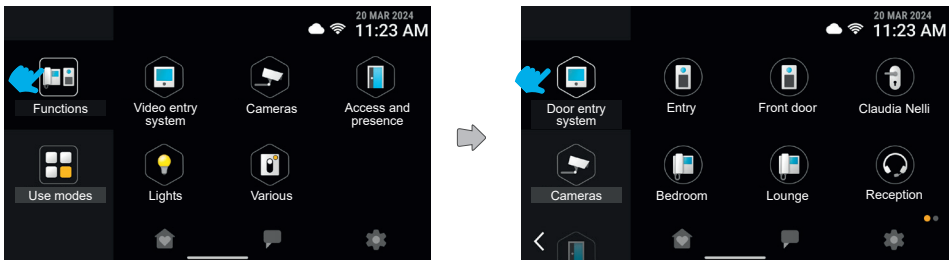 20 MAR 2024
11:23 AM
Functions
Video entry
system
Cameras
Access and
presence
Use modes
Lights
Various
20 MAR 2024
11:23 AM
Door entry
system
Entry
Front door
Claudia Nelli
Cameras
Bedroom
Lounge
Reception